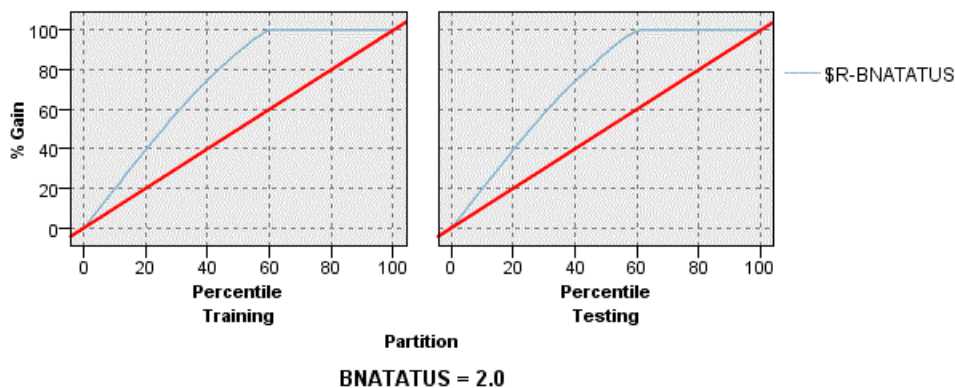 % Gain
100
80
60
40
20
0
0 20 40 60 80 100
Percentile
Training
0 20 40 60 80 100
Percentile
Testing
Partition
BNATATUS = 2.0
$R-BNATATUS